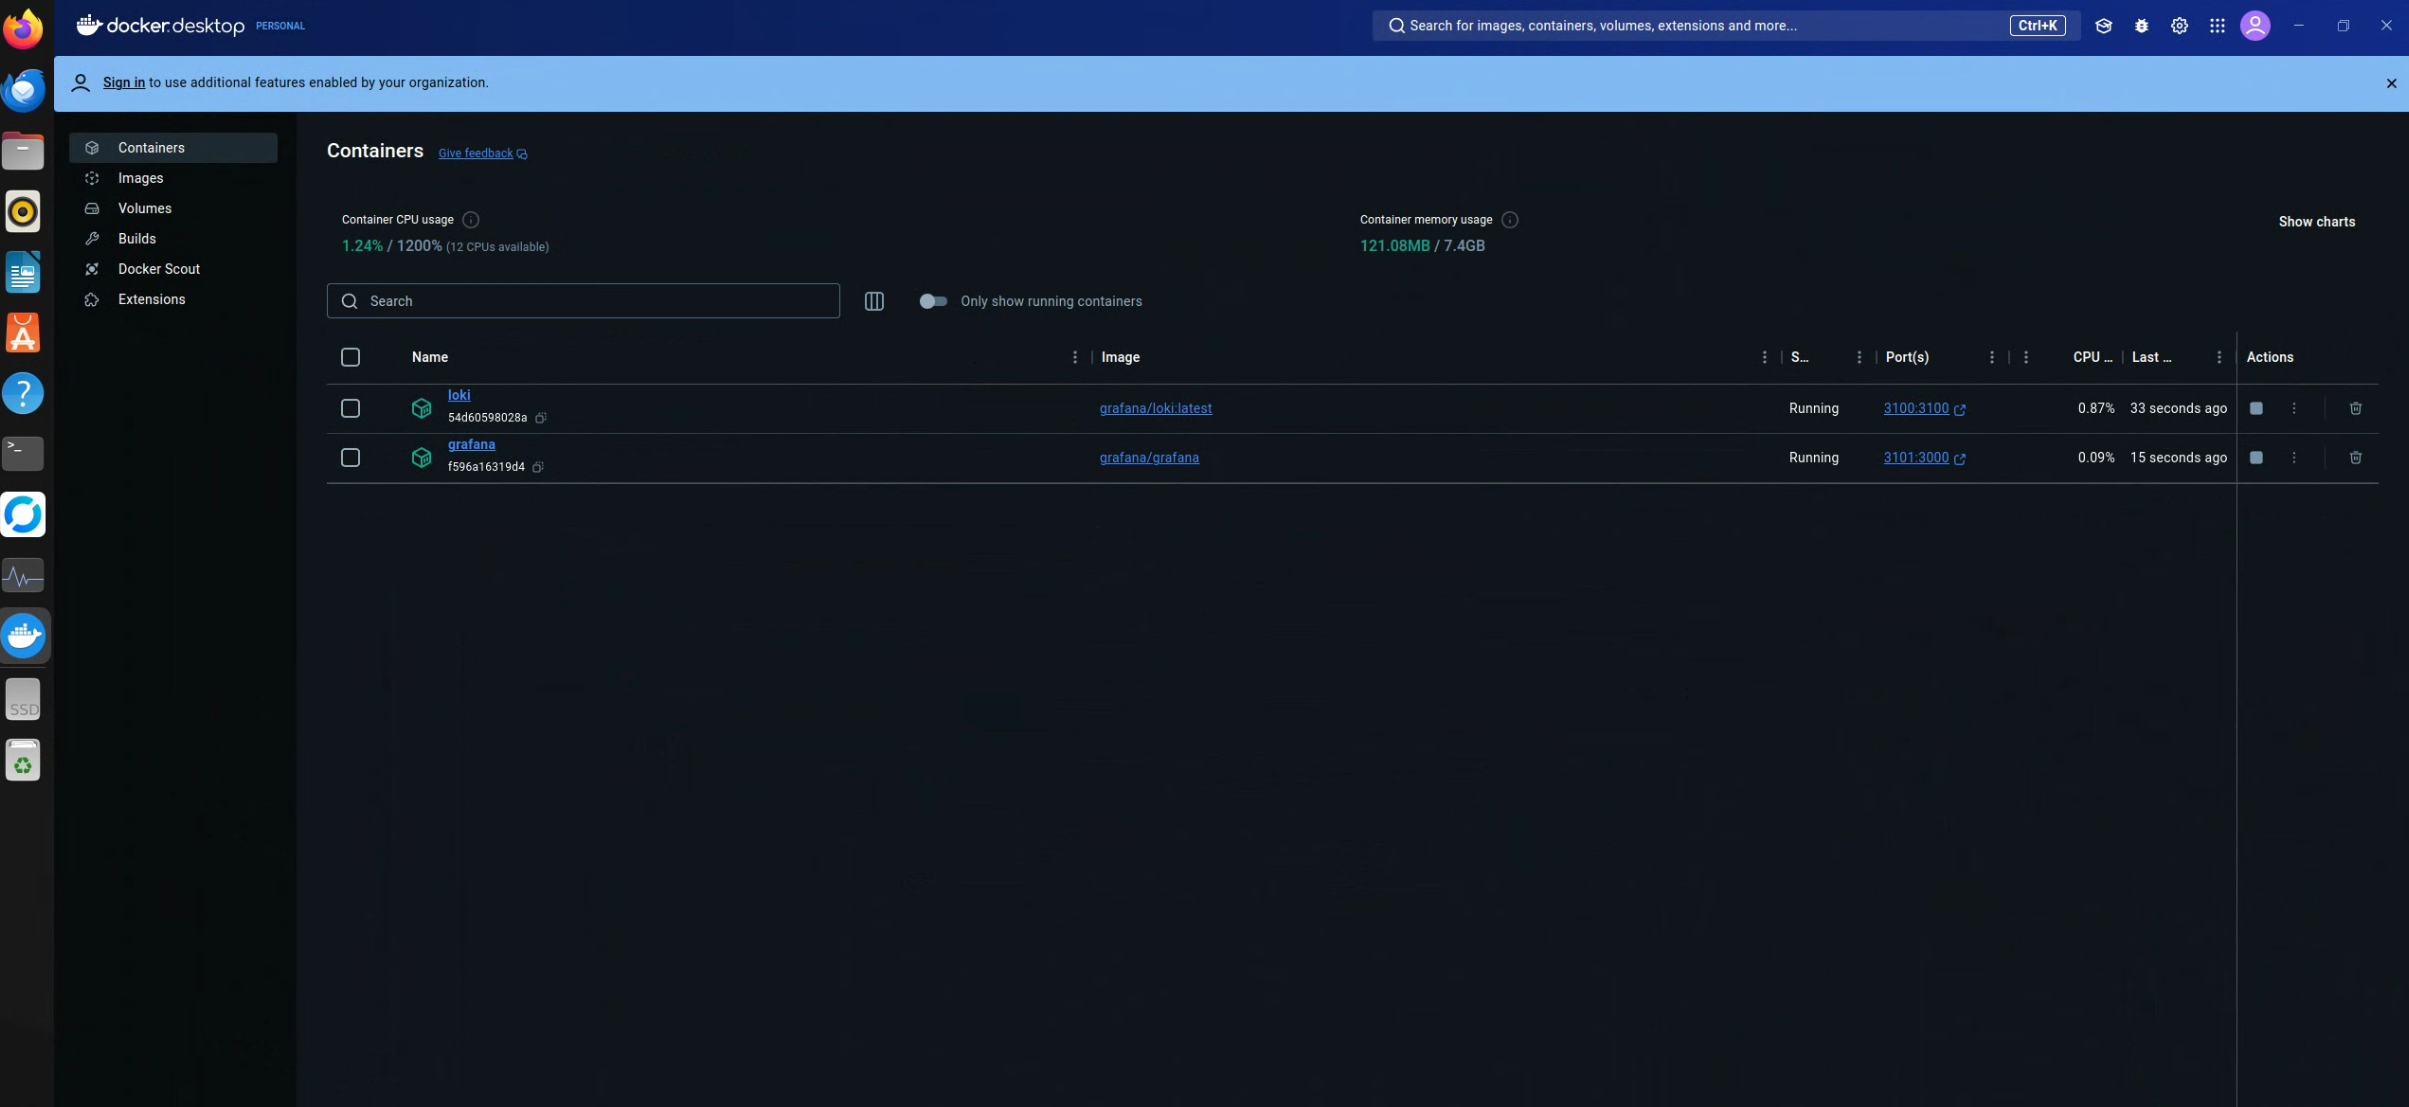 docker.desktop PERSONAL
Search for images, containers, volumes, extensions and more... Ctrl+K
Sign in to use additional features enabled by your organization.
Containers
Images
Volumes
Builds
Docker Scout
Extensions
Containers Give feedback
Container CPU usage
1.24% / 1200% (12 CPUs available)
Container memory usage
121.08MB / 7.4GB
Show charts
Search
Only show running containers
Name Image S... Port(s) CPU ... Last ... Actions
loki
54d60598028a
grafana/loki:latest Running 3100:3100 0.87% 33 seconds ago
grafana
f596a16319d4
grafana/grafana Running 3101:3000 0.09% 15 seconds ago
SSD